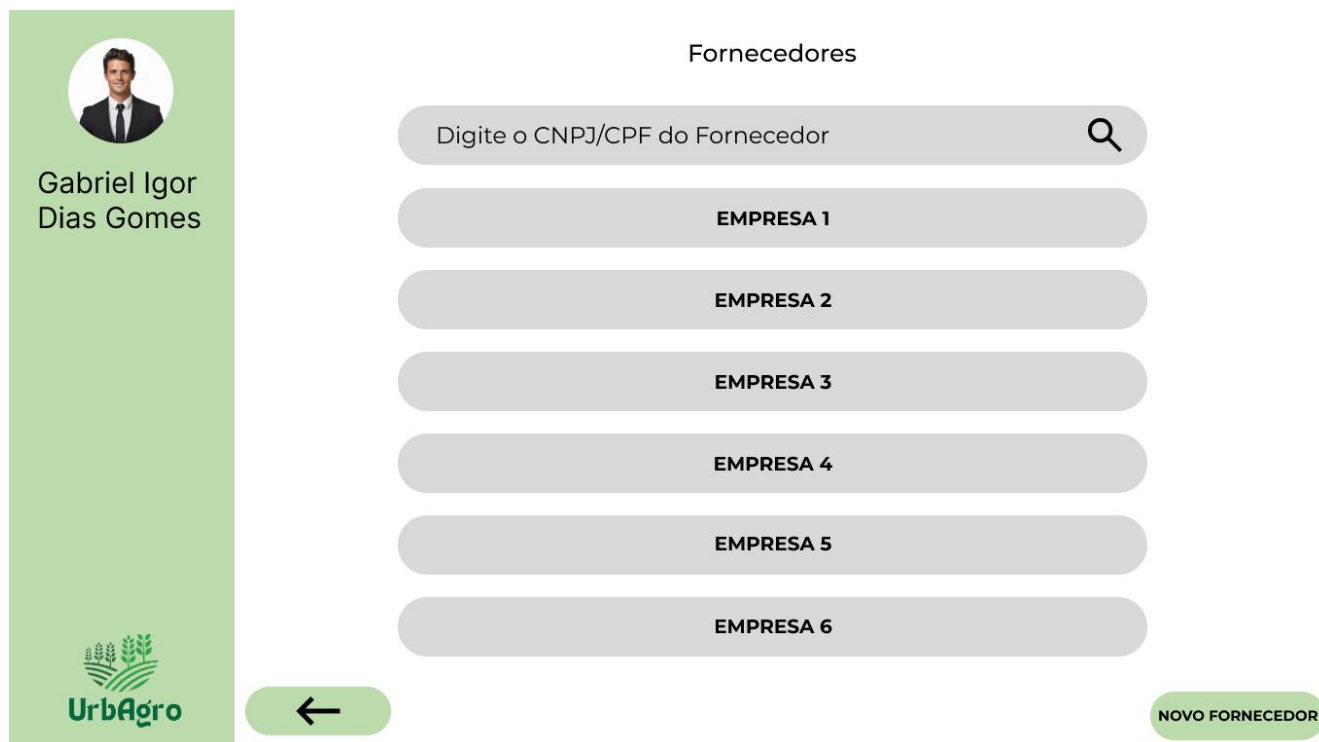 Gabriel Igor
Dias Gomes
UrbAgro
Fornecedores
Digite o CNPJ/CPF do Fornecedor
EMPRESA 1
EMPRESA 2
EMPRESA 3
EMPRESA 4
EMPRESA 5
EMPRESA 6
NOVO FORNECEDOR